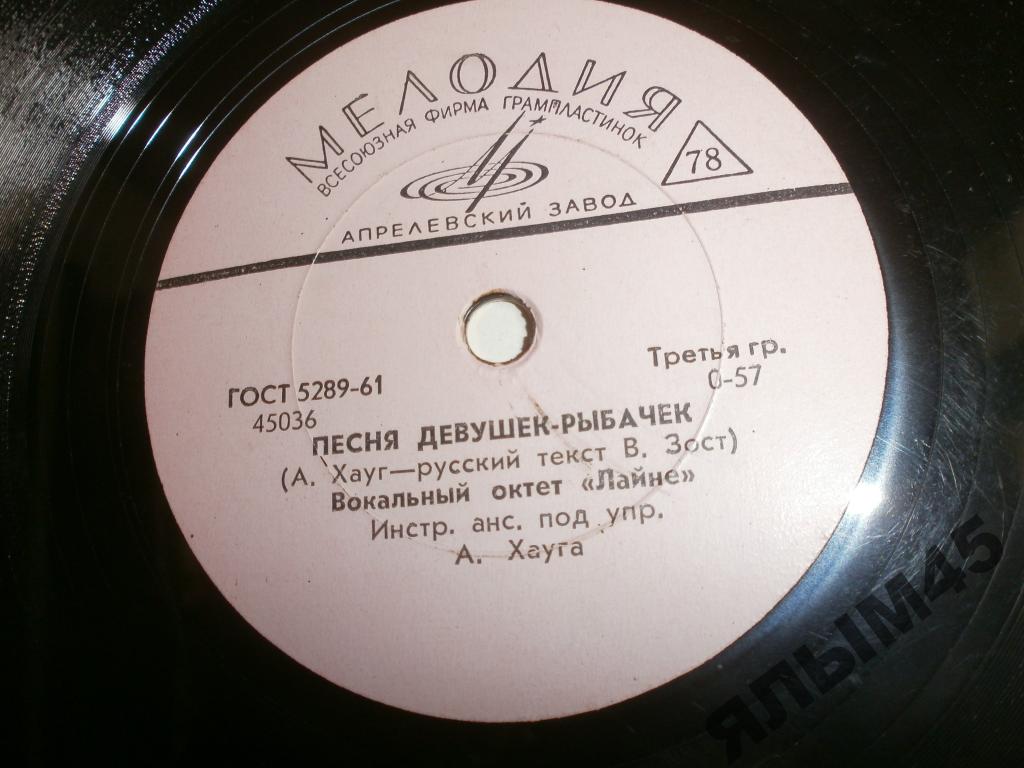 МЕЛОДИЯ
ВСЕСОЮЗНАЯ ФИРМА ГРАМПЛАСТИНОК
78
АПРЕЛЕВСКИЙ ЗАВОД
ГОСТ 5289-61
Третья гр.
45036
0-57
ПЕСНЯ ДЕВУШЕК-РЫБАЧЕК
(А. Хауг—русский текст В. Зост)
Вокальный октет «Лайне»
Инстр. анс. под упр.
А. Хауга
ЯЛЫМ45